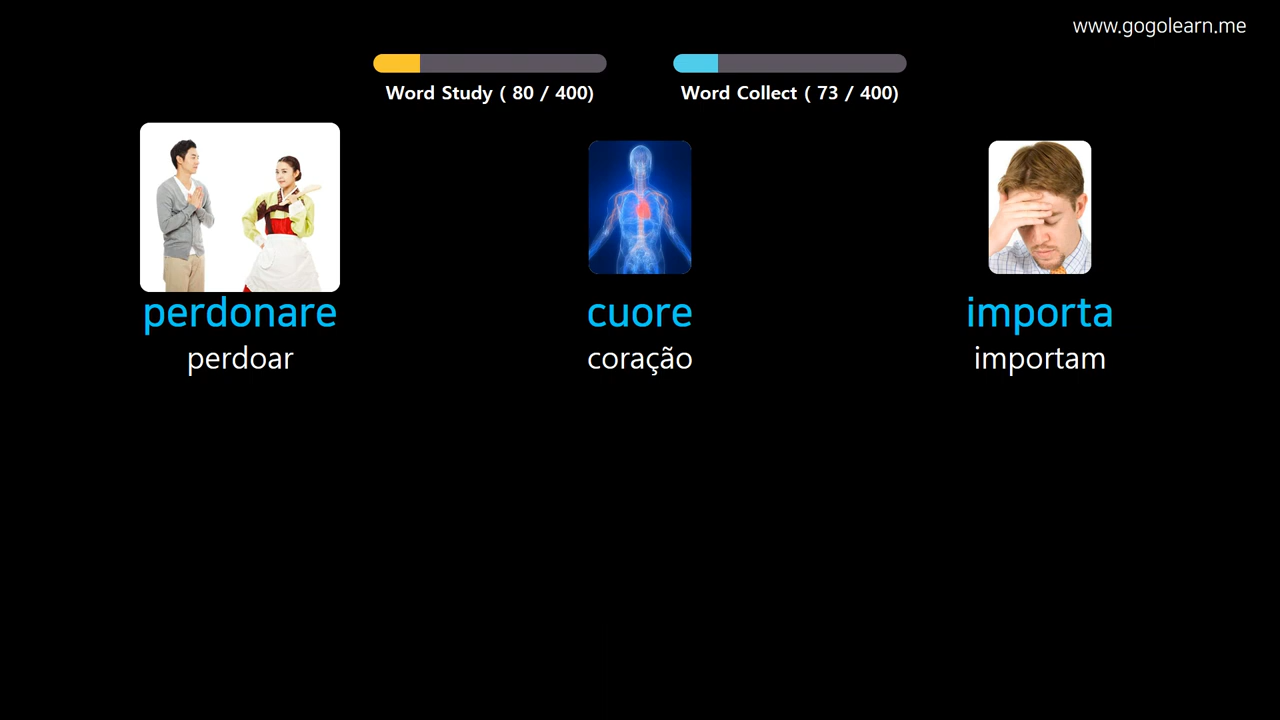 www.gogolearn.me
Word Study ( 80 / 400)
Word Collect ( 73 / 400)
perdonare
cuore
importa
perdoar
coração
importam